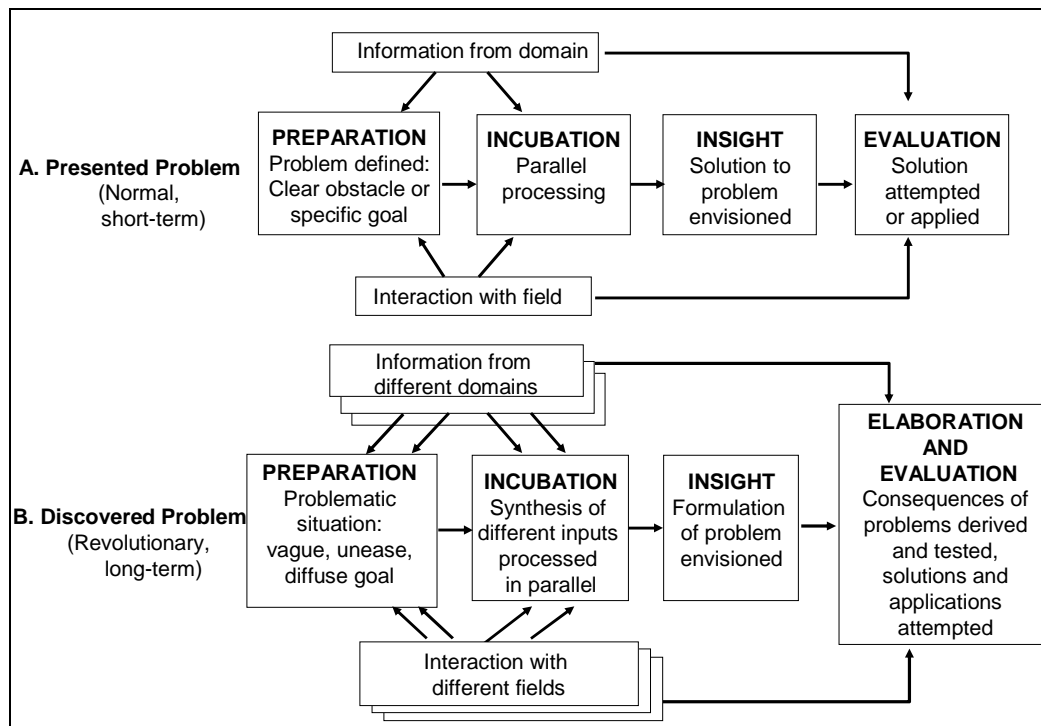 Information from domain
A. Presented Problem
(Normal,
short-term)
PREPARATION
Problem defined:
Clear obstacle or
specific goal
INCUBATION
Parallel
processing
INSIGHT
Solution to
problem
envisioned
EVALUATION
Solution
attempted
or applied
Interaction with field
Information from
different domains
B. Discovered Problem
(Revolutionary,
long-term)
PREPARATION
Problematic
situation:
vague, unease,
diffuse goal
INCUBATION
Synthesis of
different inputs
processed
in parallel
INSIGHT
Formulation
of problem
envisioned
ELABORATION
AND
EVALUATION
Consequences of
problems derived
and tested,
solutions and
applications
attempted
Interaction with
different fields